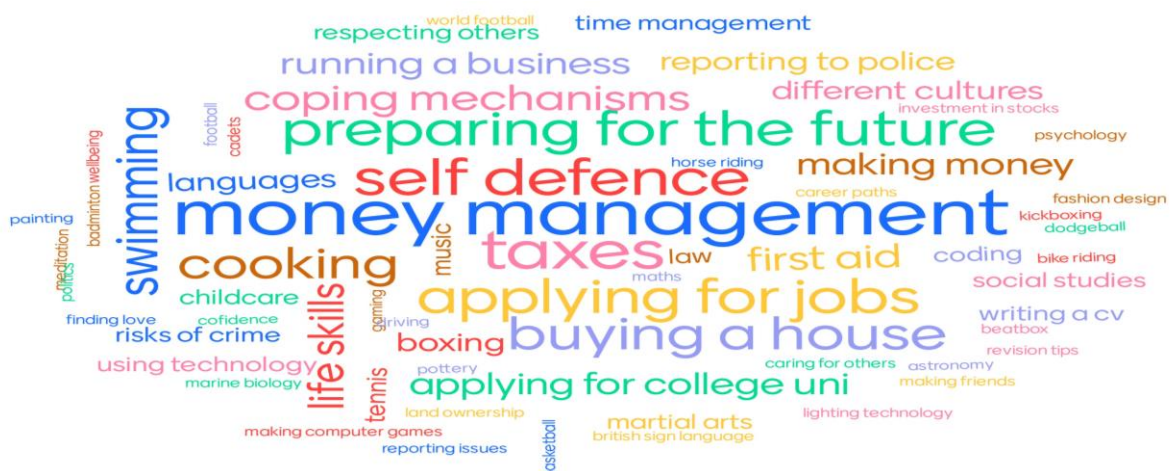 world football
time management
respecting others
running a business
reporting to police
coping mechanisms
different cultures
investment in stocks
preparing for the future
football
cadets
swimming
badminton
wellbeing
psychology
horse riding
making money
languages
self defence
career paths
fashion design
painting
money management
kickboxing
dodgeball
meditation
politics
music
cooking
taxes
law
first aid
coding
bike riding
maths
social studies
childcare
life skills
gaming
applying for jobs
finding love
cofidence
driving
writing a cv
risks of crime
boxing
buying a house
beatbox
revision tips
using technology
pottery
caring for others
astronomy
marine biology
tennis
applying for college uni
making friends
land ownership
martial arts
lighting technology
making computer games
british sign language
reporting issues
asketball